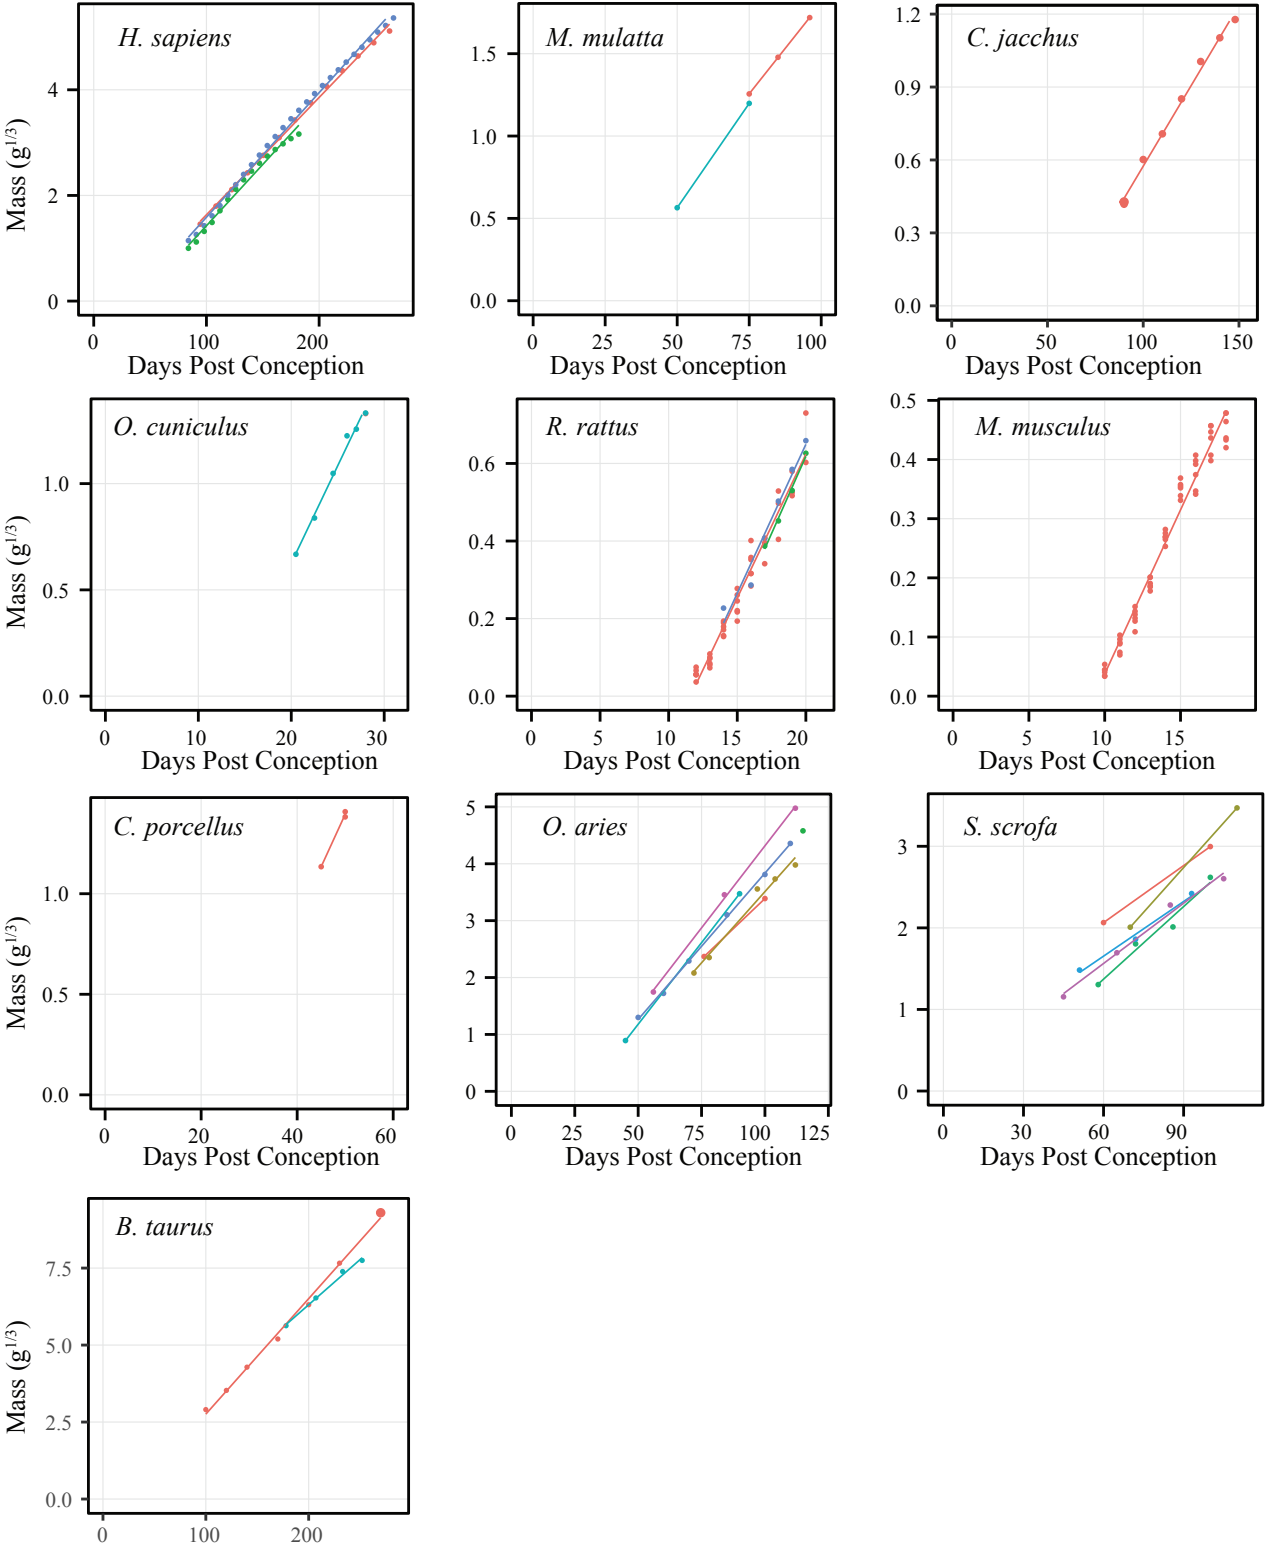 H. sapiens
Mass (g1/3)
4
2
0
0 100 200
Days Post Conception
M. mulatta
1.5
1.0
0.5
0.0
0 25 50 75 100
Days Post Conception
C. jacchus
1.2
0.9
0.6
0.3
0.0
0 50 100 150
Days Post Conception
O. cuniculus
Mass (g1/3)
1.0
0.5
0.0
0 10 20 30
Days Post Conception
R. rattus
0.6
0.4
0.2
0.0
0 5 10 15 20
Days Post Conception
M. musculus
0.5
0.4
0.3
0.2
0.1
0.0
0 5 10 15
Days Post Conception
C. porcellus
Mass (g1/3)
1.0
0.5
0.0
0 20 40 60
Days Post Conception
O. aries
5
4
3
2
1
0
0 25 50 75 100 125
Days Post Conception
S. scrofa
3
2
1
0
0 30 60 90
Days Post Conception
B. taurus
Mass (g1/3)
7.5
5.0
2.5
0.0
0 100 200